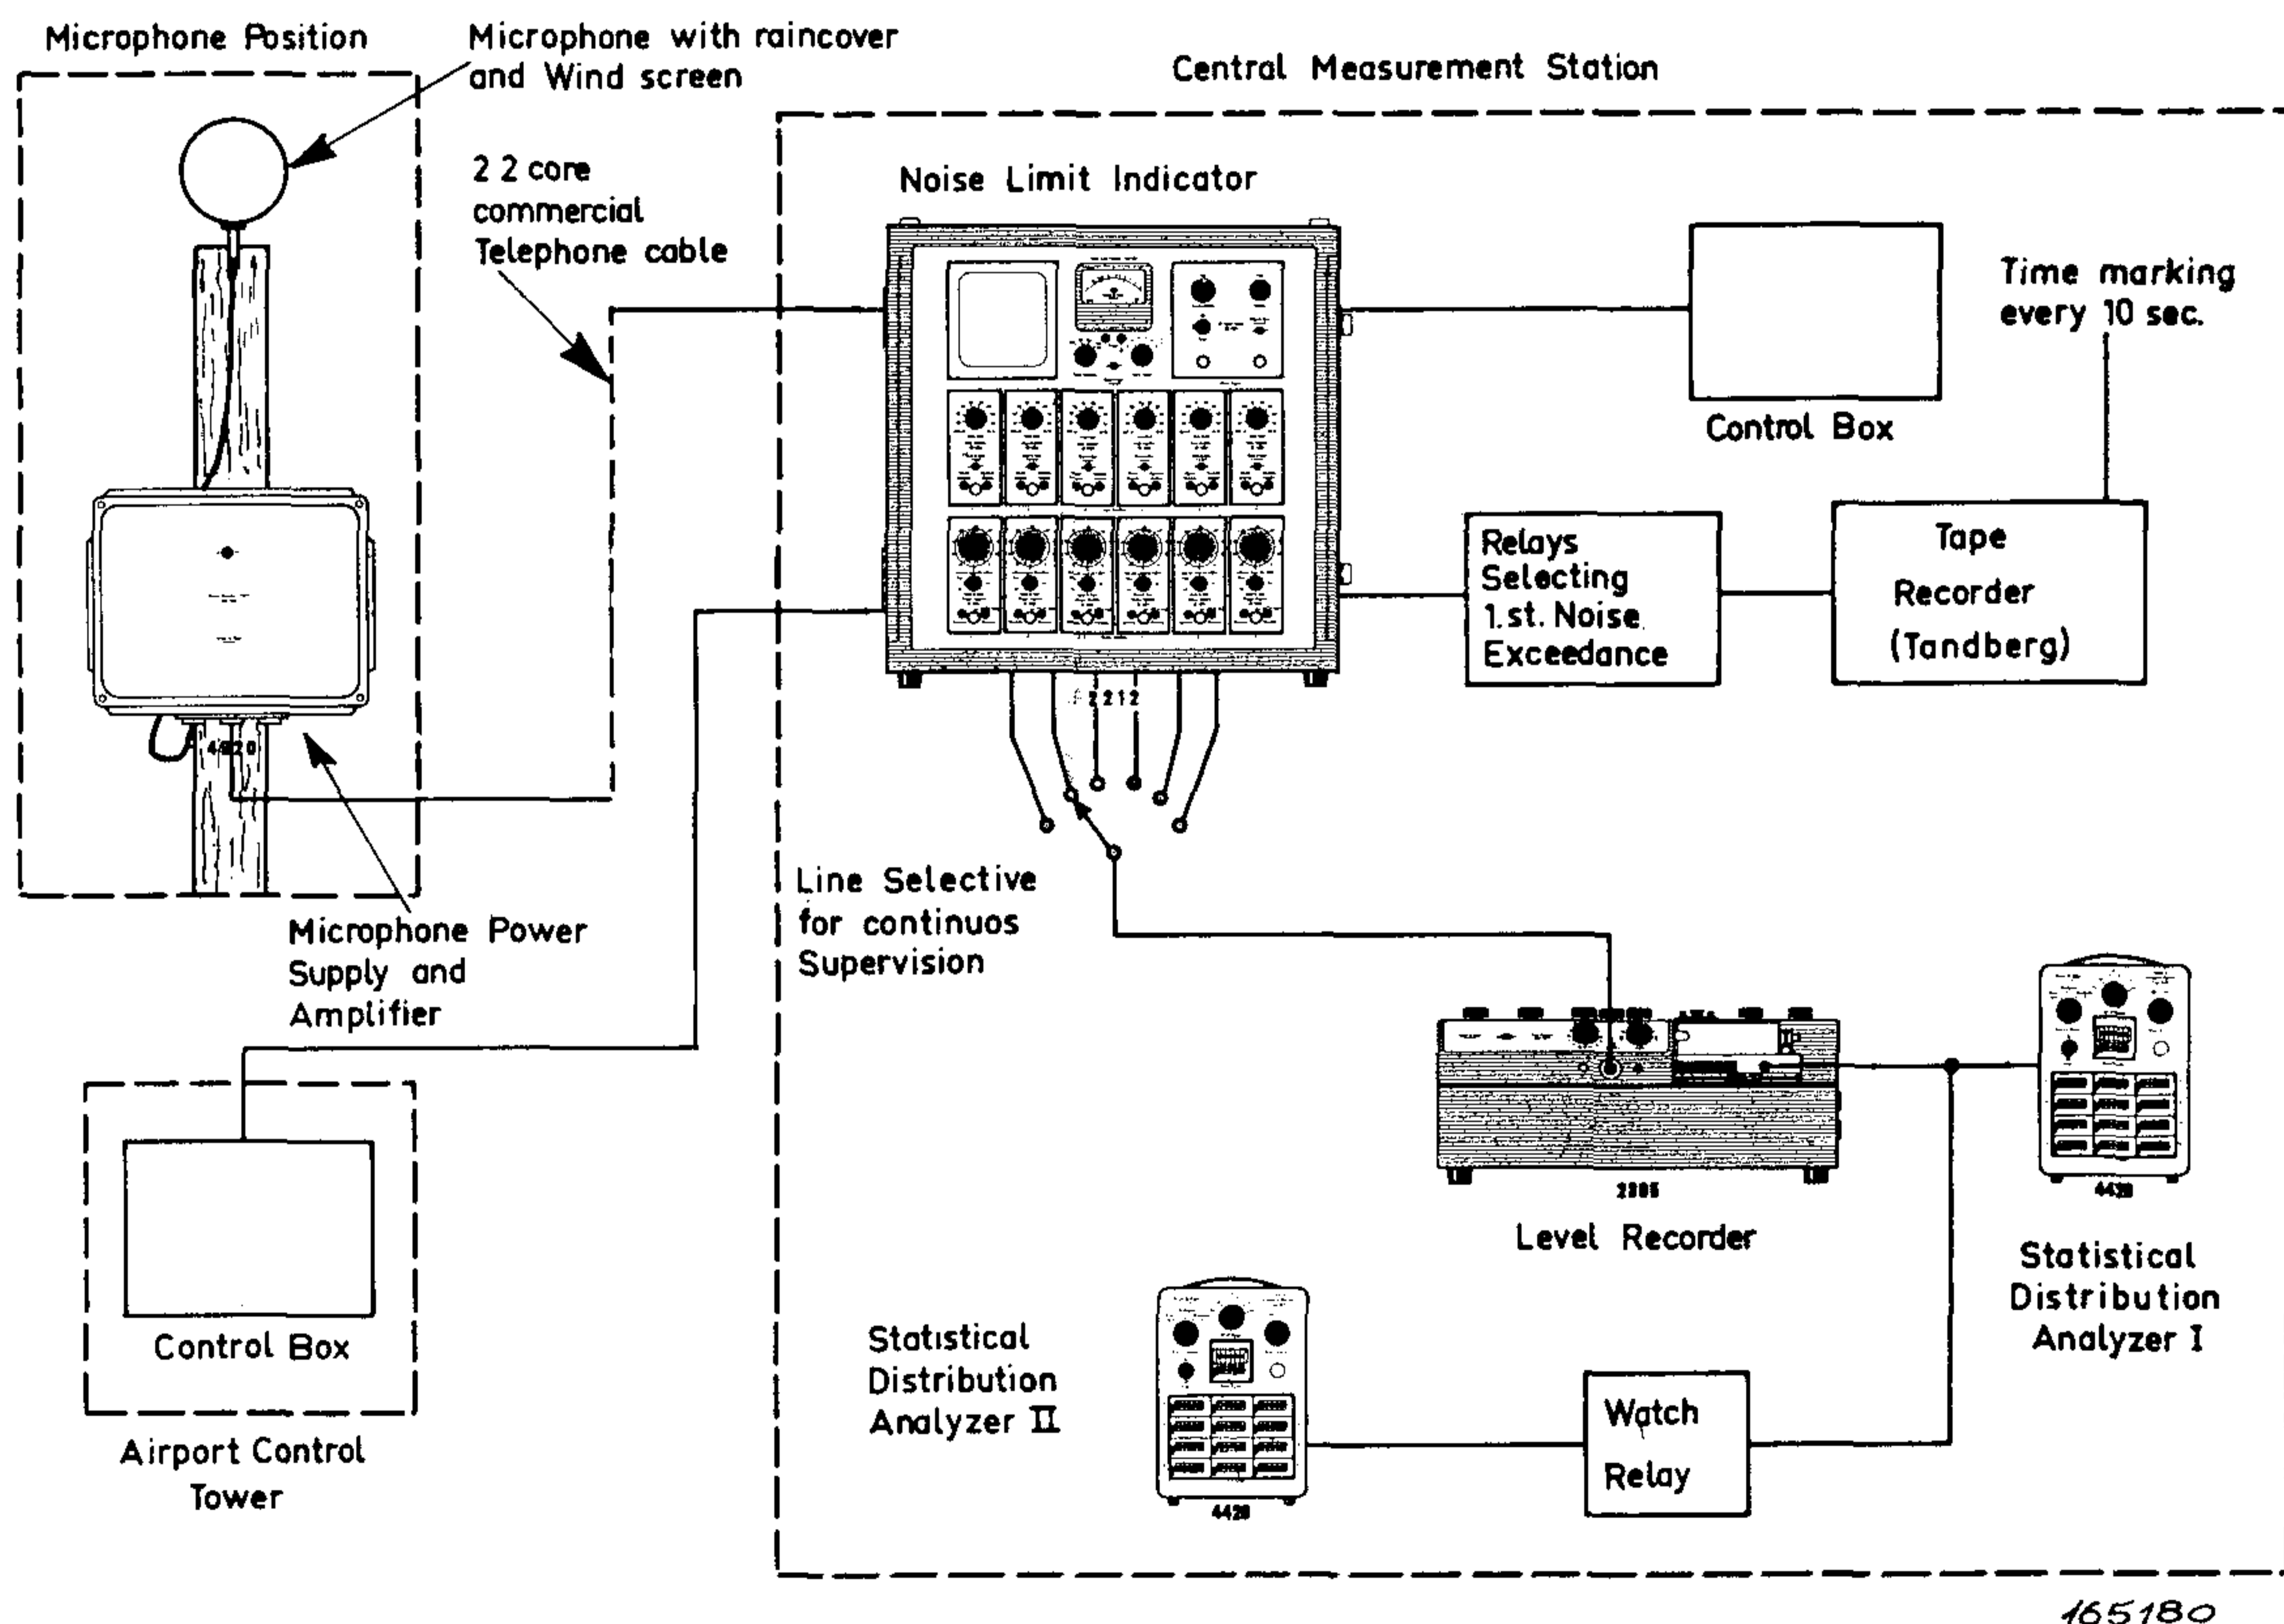 Microphone Position
Microphone with raincover
and Wind screen
Central Measurement Station
2 2 core
commercial
Telephone cable
Noise Limit Indicator
Time marking
every 10 sec.
Control Box
Relays
Selecting
1.st. Noise
Exceedance
Tape
Recorder
(Tandberg)
2212
4920
Line Selective
for continuos
Supervision
Microphone Power
Supply and
Amplifier
2305
Level Recorder
4420
Statistical
Distribution
Analyzer I
Control Box
Airport Control
Tower
Statistical
Distribution
Analyzer II
4420
Watch
Relay
165180